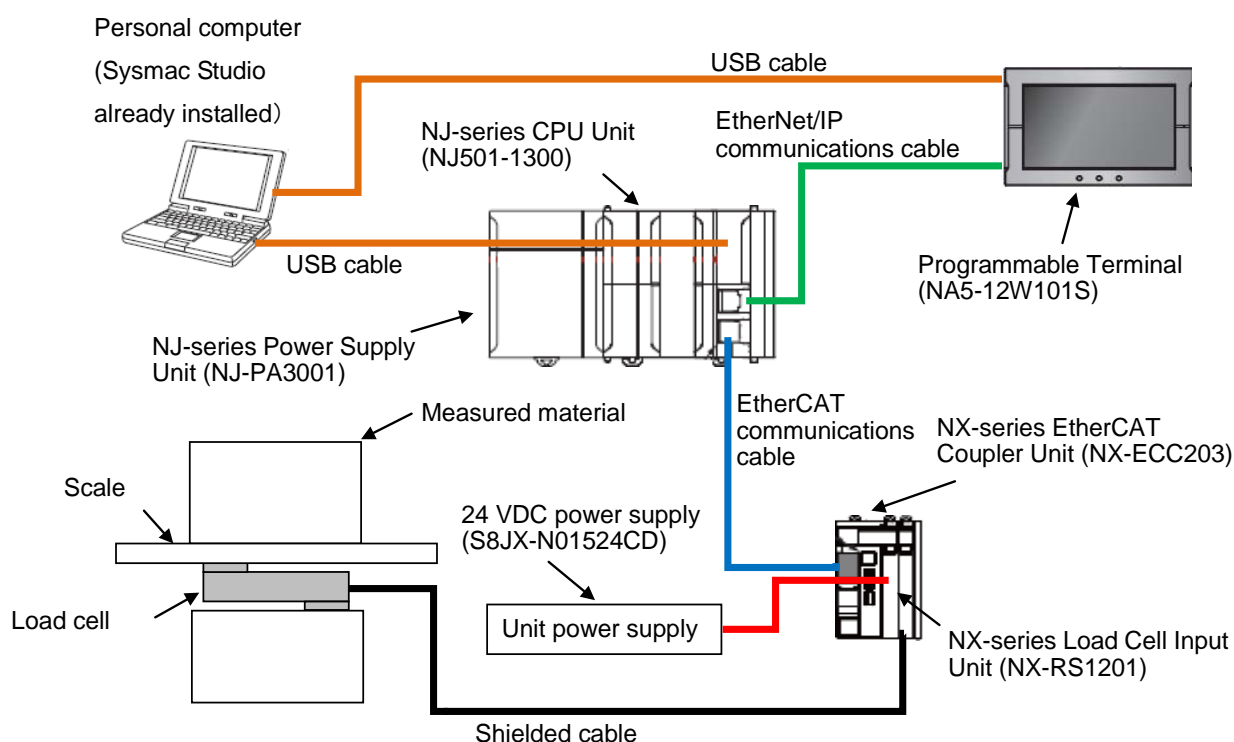 Personal computer
(Sysmac Studio
already installed）
USB cable
NJ-series CPU Unit
(NJ501-1300)
EtherNet/IP
communications cable
USB cable
Programmable Terminal
(NA5-12W101S)
NJ-series Power Supply
Unit (NJ-PA3001)
Measured material
EtherCAT
communications
cable
NX-series EtherCAT
Coupler Unit (NX-ECC203)
Scale
24 VDC power supply
(S8JX-N01524CD)
Load cell
Unit power supply
NX-series Load Cell Input
Unit (NX-RS1201)
Shielded cable